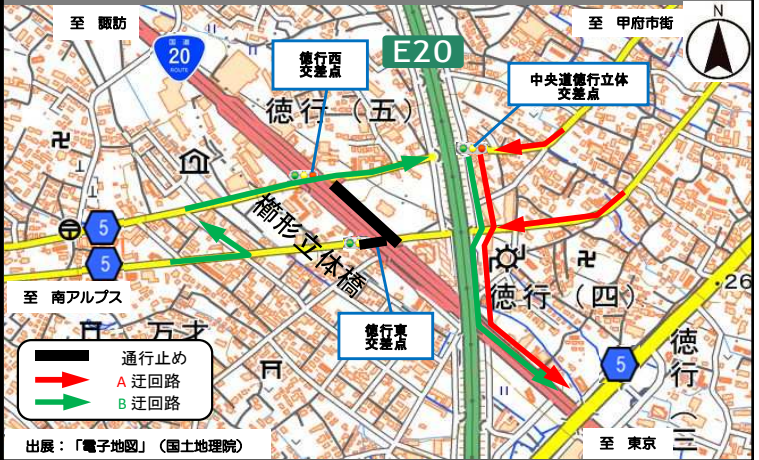 至 諏訪
国道
20
ROUTE
徳行西
交差点
E20
至 甲府市街
N
中央道徳行立体
交差点
徳行（五）
櫛形立体橋
5
5
至 南アルプス
徳行（四）
・26
徳行東
交差点
万才
5
徳行（三
通行止め
A 迂回路
B 迂回路
出展：「電子地図」（国土地理院）
至 東京